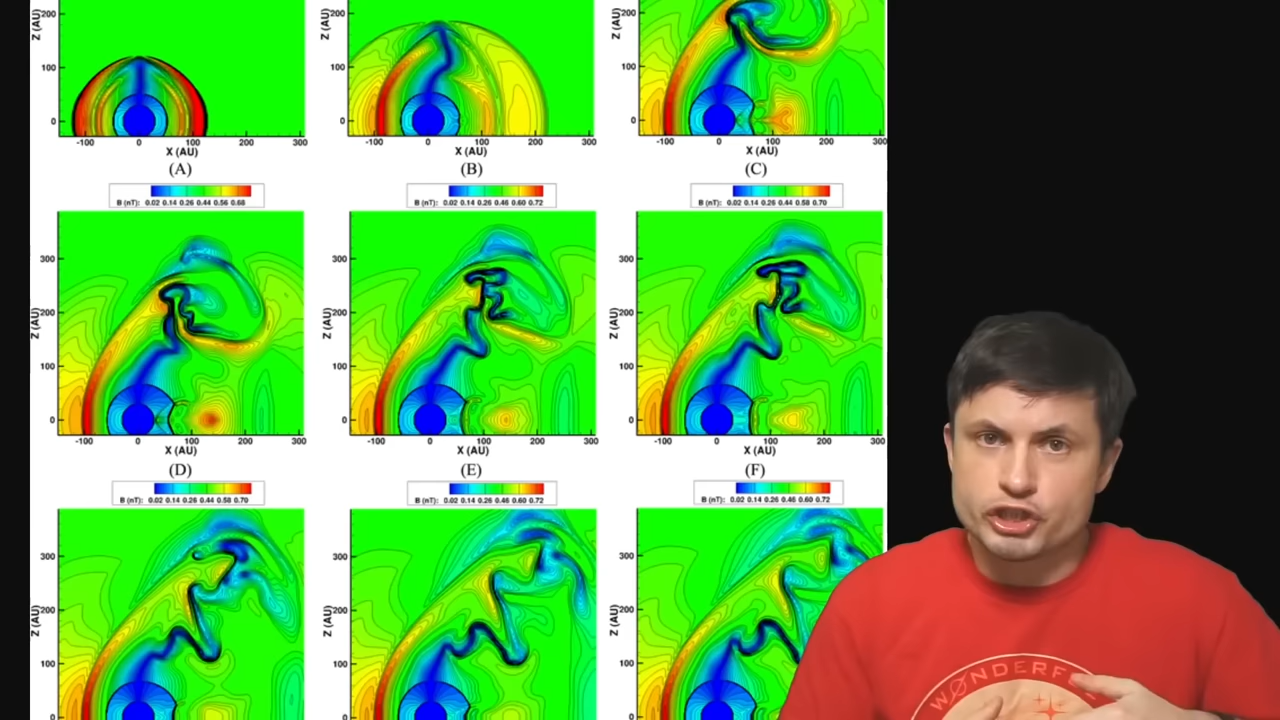 Z (AU)
200
100
0
-100 0 100 200 300
X (AU)
(A)
Z (AU)
200
100
0
-100 0 100 200 300
X (AU)
(B)
Z (AU)
200
100
0
-100 0 100 200 300
X (AU)
(C)
B (nT): 0.02 0.14 0.26 0.44 0.56 0.68
Z (AU)
300
200
100
0
-100 0 100 200 300
X (AU)
(D)
B (nT): 0.02 0.14 0.26 0.46 0.60 0.72
Z (AU)
300
200
100
0
-100 0 100 200 300
X (AU)
(E)
B (nT): 0.02 0.14 0.26 0.44 0.58 0.70
Z (AU)
300
200
100
0
-100 0 100 200 300
X (AU)
(F)
B (nT): 0.02 0.14 0.26 0.44 0.58 0.70
Z (AU)
300
200
100
0
B (nT): 0.02 0.14 0.26 0.46 0.60 0.72
Z (AU)
300
200
100
0
B (nT): 0.02 0.14 0.26 0.46 0.60 0.72
Z (AU)
300
200
100
0
WØNDERF